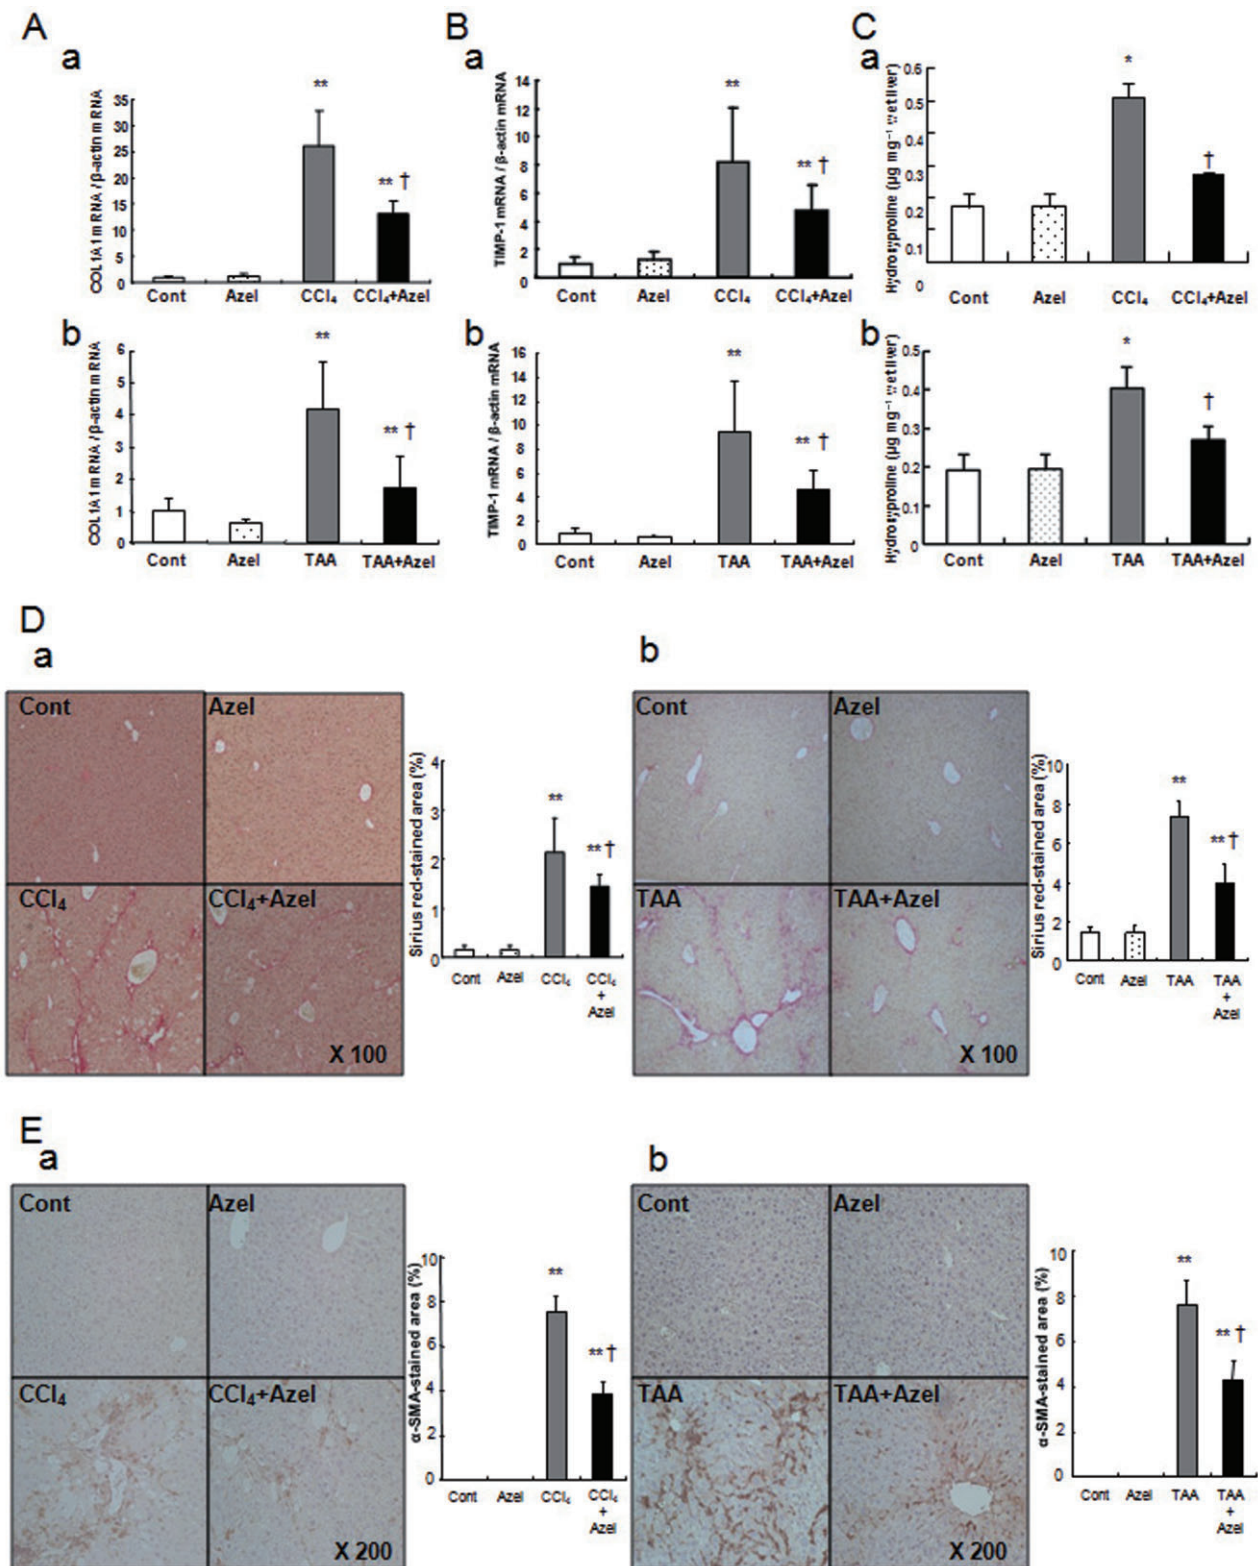 A
a
COL1A1 mRNA / β-actin mRNA
35
30
25
20
15
10
5
0
**
** †
Cont Azel CCl₄ CCl₄+Azel
b
COL1A1 mRNA / β-actin mRNA
6
5
4
3
2
1
0
**
** †
Cont Azel TAA TAA+Azel
B
a
TIMP-1 mRNA / β-actin mRNA
14
12
10
8
6
4
2
0
**
** †
Cont Azel CCl₄ CCl₄+Azel
b
TIMP-1 mRNA / β-actin mRNA
16
14
12
10
8
6
4
2
0
**
** †
Cont Azel TAA TAA+Azel
C
a
Hydroxyproline (μg mg⁻¹ wet liver)
0.6
0.5
0.4
0.3
0.2
0.1
0
*
†
Cont Azel CCl₄ CCl₄+Azel
b
Hydroxyproline (μg mg⁻¹ wet liver)
0.5
0.4
0.3
0.2
0.1
0
*
†
Cont Azel TAA TAA+Azel
D
a
Cont Azel
CCl₄ CCl₄+Azel
X 100
Sirius red-stained area (%)
4
3
2
1
0
**
** †
Cont Azel CCl₄ CCl₄
+
Azel
b
Cont Azel
TAA TAA+Azel
X 100
Sirius red-stained area (%)
10
8
6
4
2
0
**
** †
Cont Azel TAA TAA
+
Azel
E
a
Cont Azel
CCl₄ CCl₄+Azel
X 200
α-SMA-stained area (%)
10
8
6
4
2
0
**
** †
Cont Azel CCl₄ CCl₄
+
Azel
b
Cont Azel
TAA TAA+Azel
X 200
α-SMA-stained area (%)
10
8
6
4
2
0
**
** †
Cont Azel TAA TAA
+
Azel